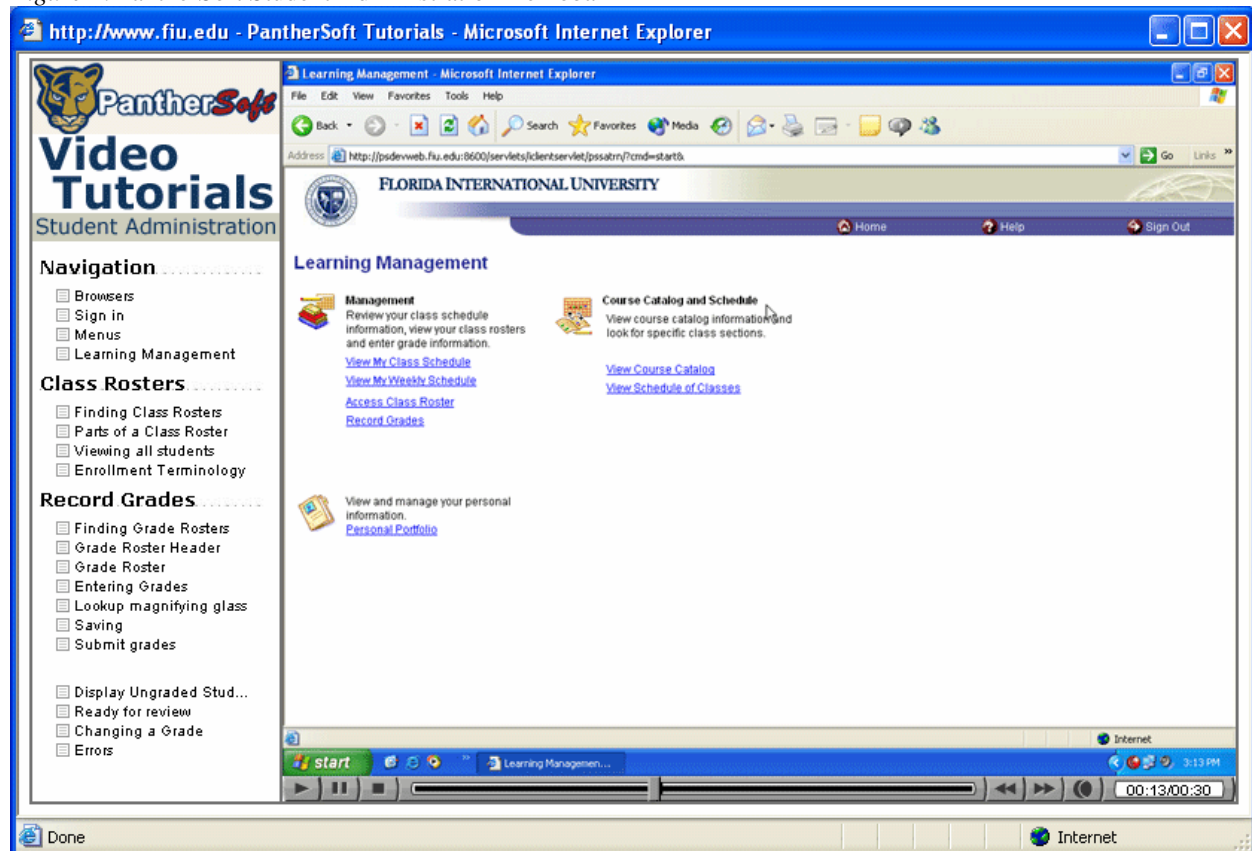 http://www.fiu.edu - PantherSoft Tutorials - Microsoft Internet Explorer
PantherSoft
Video
Tutorials
Student Administration
Navigation
Browsers
Sign in
Menus
Learning Management
Class Rosters
Finding Class Rosters
Parts of a Class Roster
Viewing all students
Enrollment Terminology
Record Grades
Finding Grade Rosters
Grade Roster Header
Grade Roster
Entering Grades
Lookup magnifying glass
Saving
Submit grades
Display Ungraded Stud...
Ready for review
Changing a Grade
Errors
Learning Management - Microsoft Internet Explorer
File Edit View Favorites Tools Help
Back Search Favorites Media
Address http://psdevweb.fiu.edu:8600/servlets/iclientservlet/pssatrn/?cmd=start& Go Links »
FLORIDA INTERNATIONAL UNIVERSITY
Home Help Sign Out
Learning Management
Management
Review your class schedule
information, view your class rosters
and enter grade information.
View My Class Schedule
View My Weekly Schedule
Access Class Roster
Record Grades
Course Catalog and Schedule
View course catalog information and
look for specific class sections.
View Course Catalog
View Schedule of Classes
View and manage your personal
information.
Personal Portfolio
Internet
start » Learning Managemen... 3:13 PM
00:13/00:30
Done Internet